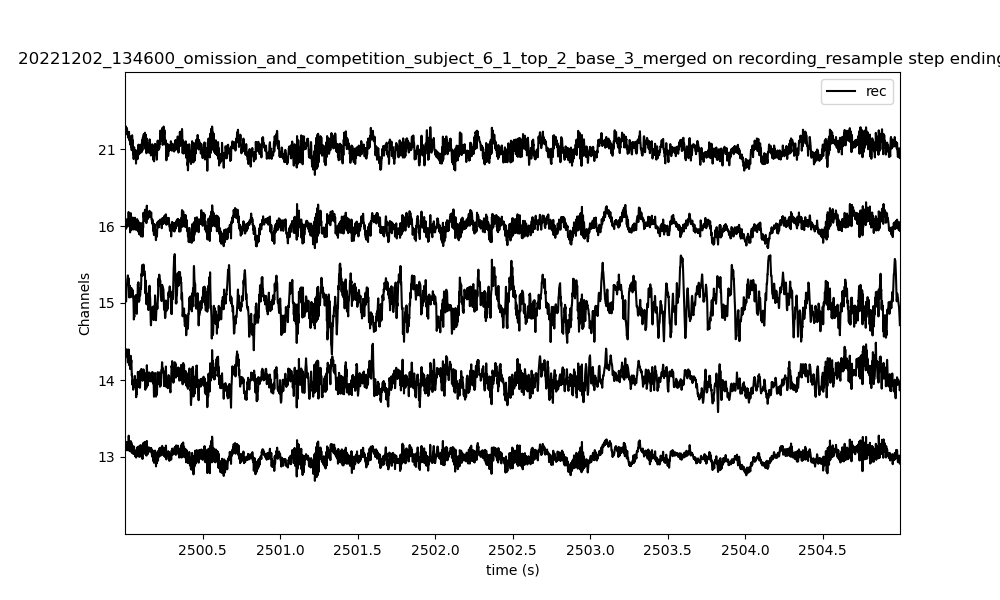 20221202_134600_omission_and_competition_subject_6_1_top_2_base_3_merged on recording_resample step ending
rec
21
16
15
14
13
Channels
2500.5 2501.0 2501.5 2502.0 2502.5 2503.0 2503.5 2504.0 2504.5
time (s)